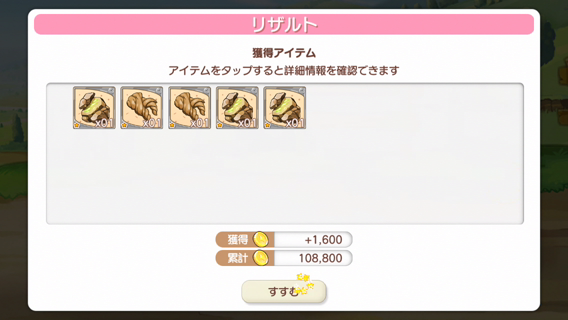 リザルト
獲得アイテム
アイテムをタップすると詳細情報を確認できます
x01 x01 x01 x01 x01
獲得 +1,600
累計 108,800
すすむ